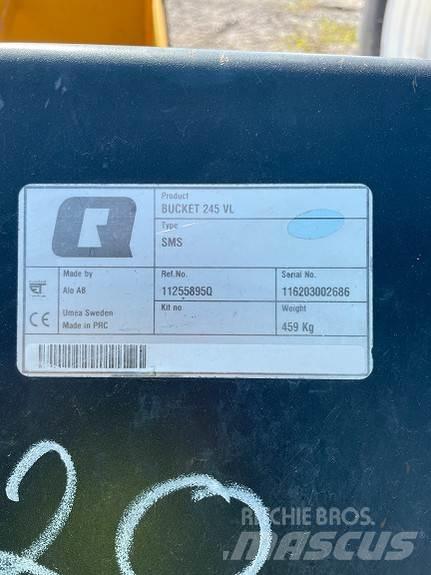 Product
BUCKET 245 VL
Type
SMS
Made by
Alo AB
Umea Sweden
Made in PRC
CE
Ref.No.
11255895Q
Kit no
Serial No.
116203002686
Weight
459 Kg
20
RITCHIE BROS.
MASCUS